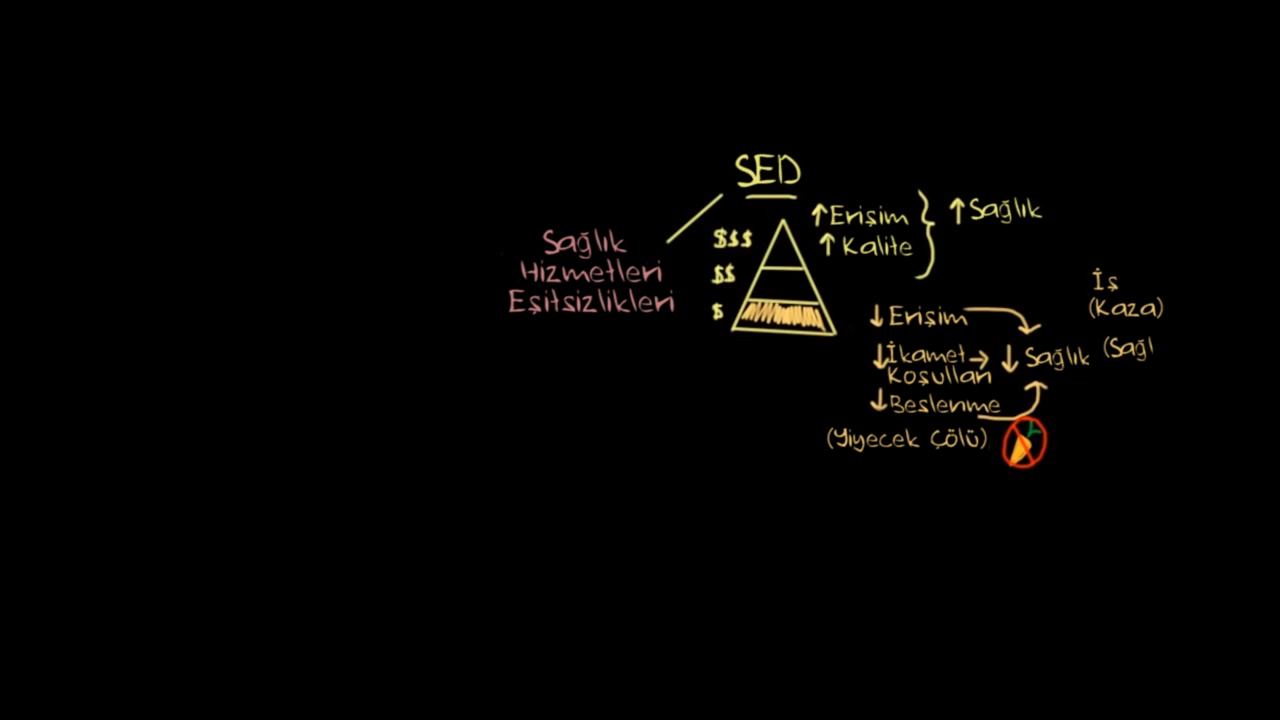 SED
Sağlık
Hizmetleri
Eşitsizlikleri
$$$
$$
$
↑Erişim
↑Kalite
↑Sağlık
↓Erişim
↓İkamet→
Koşulları
↓Beslenme
(Yiyecek Çölü)
↓Sağlık
İş
(Kaza)
(Sağl